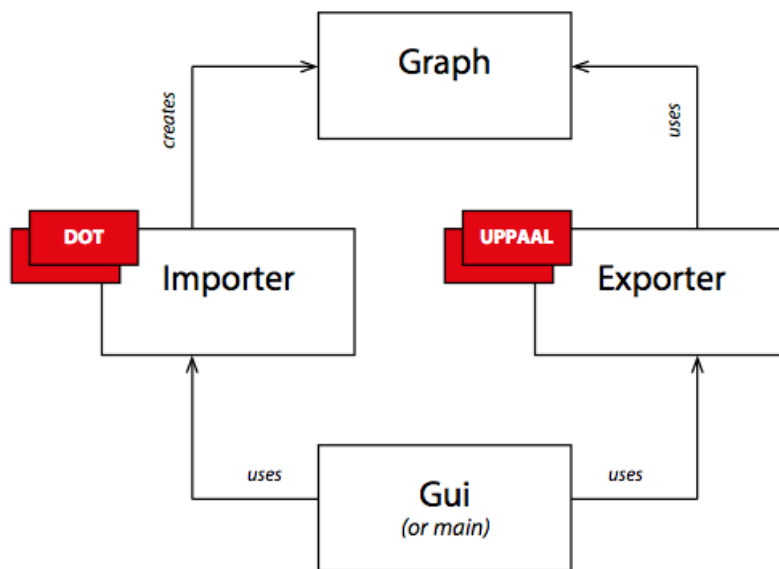 Graph
creates
uses
DOT
Importer
UPPAAL
Exporter
uses
uses
Gui
(or main)